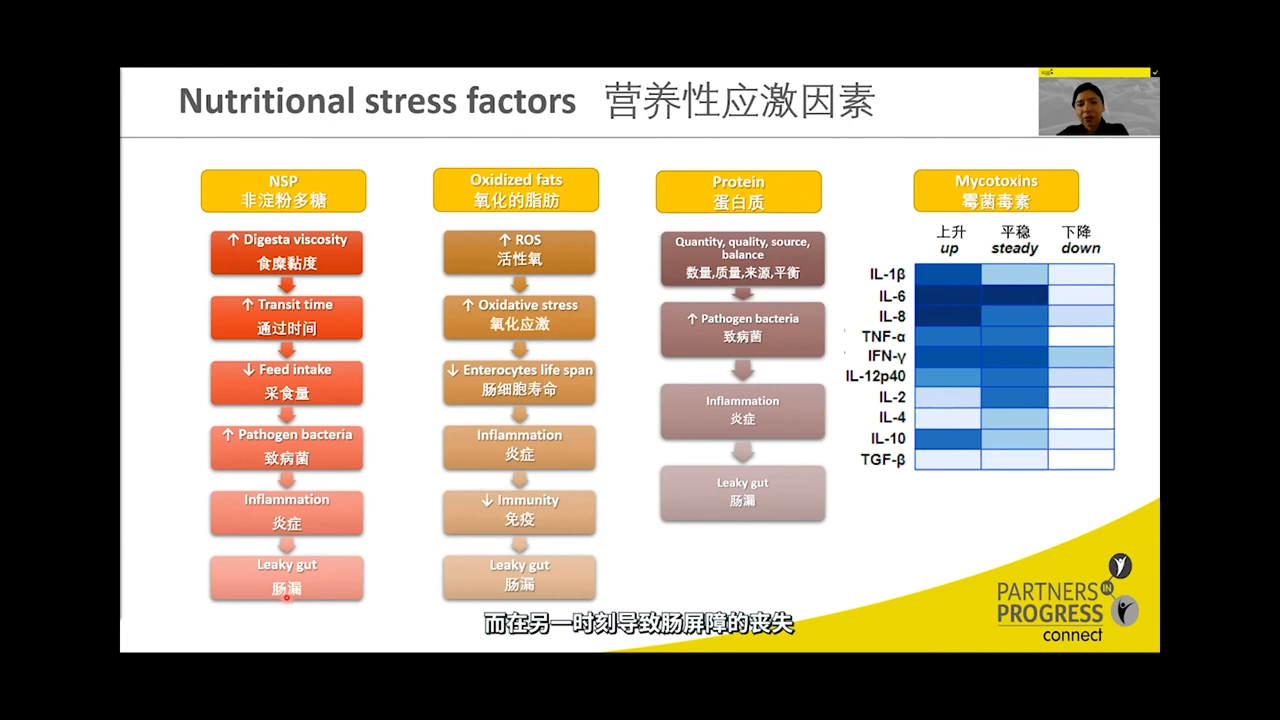 Nutritional stress factors 营养性应激因素
NSP
非淀粉多糖
↑ Digesta viscosity
食糜黏度
↑ Transit time
通过时间
↓ Feed intake
采食量
↑ Pathogen bacteria
致病菌
Inflammation
炎症
Leaky gut
肠漏
Oxidized fats
氧化的脂肪
↑ ROS
活性氧
↑ Oxidative stress
氧化应激
↓ Enterocytes life span
肠细胞寿命
Inflammation
炎症
↓ Immunity
免疫
Leaky gut
肠漏
Protein
蛋白质
Quantity, quality, source,
balance
数量,质量,来源,平衡
↑ Pathogen bacteria
致病菌
Inflammation
炎症
Leaky gut
肠漏
Mycotoxins
霉菌毒素
上升 平稳 下降
up steady down
IL-1β
IL-6
IL-8
TNF-α
IFN-γ
IL-12p40
IL-2
IL-4
IL-10
TGF-β
而在另一时刻导致肠屏障的丧失
PARTNERS
IN
PROGRESS
connect